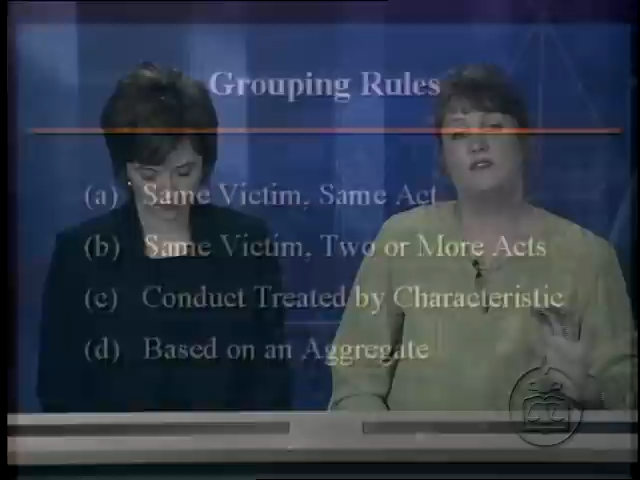 Grouping Rules
(a) Same Victim, Same Act
(b) Same Victim, Two or More Acts
(c) Conduct Treated by Characteristic
(d) Based on an Aggregate